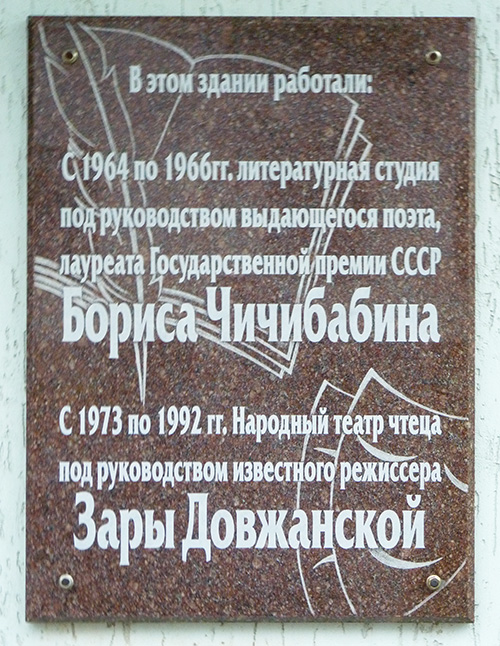 В этом здании работали:
С 1964 по 1966гг. литературная студия
под руководством выдающегося поэта,
лауреата Государственной премии СССР
Бориса Чичибабина
С 1973 по 1992 гг. Народный театр чтеца
под руководством известного режиссера
Зары Довжанской